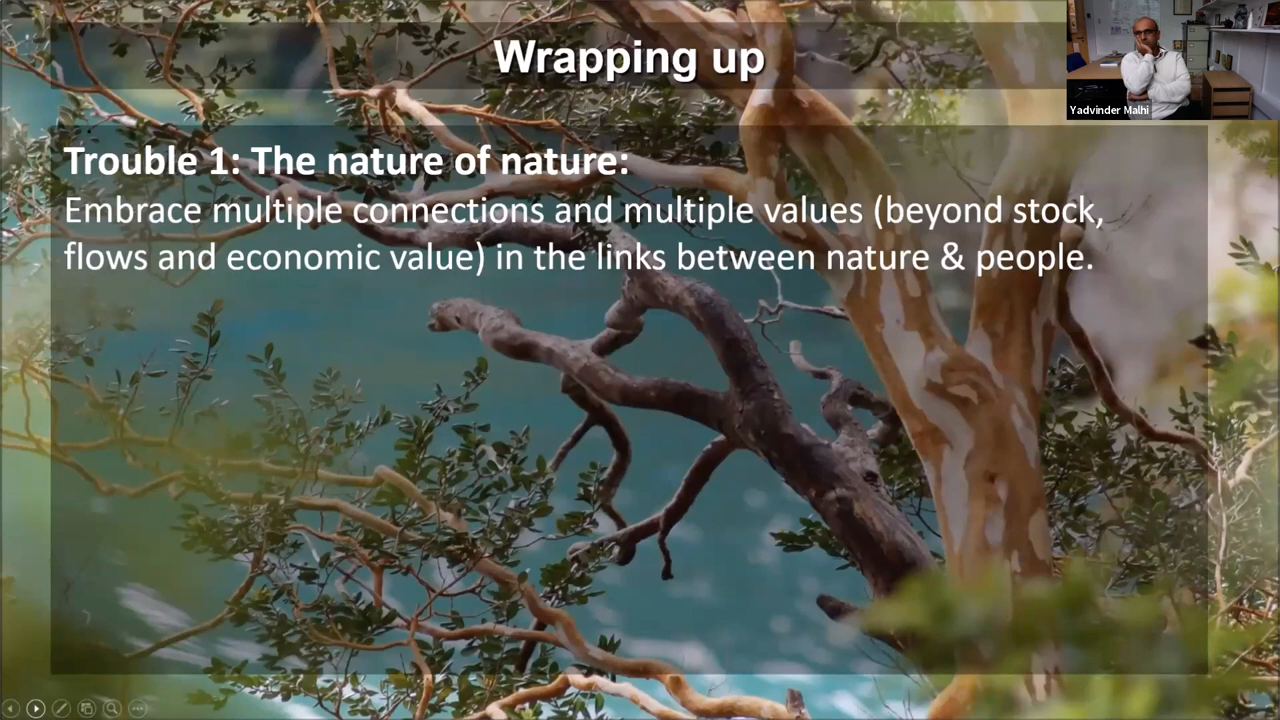 Wrapping up
Yadvinder Malhi
Trouble 1: The nature of nature:
Embrace multiple connections and multiple values (beyond stock,
flows and economic value) in the links between nature & people.